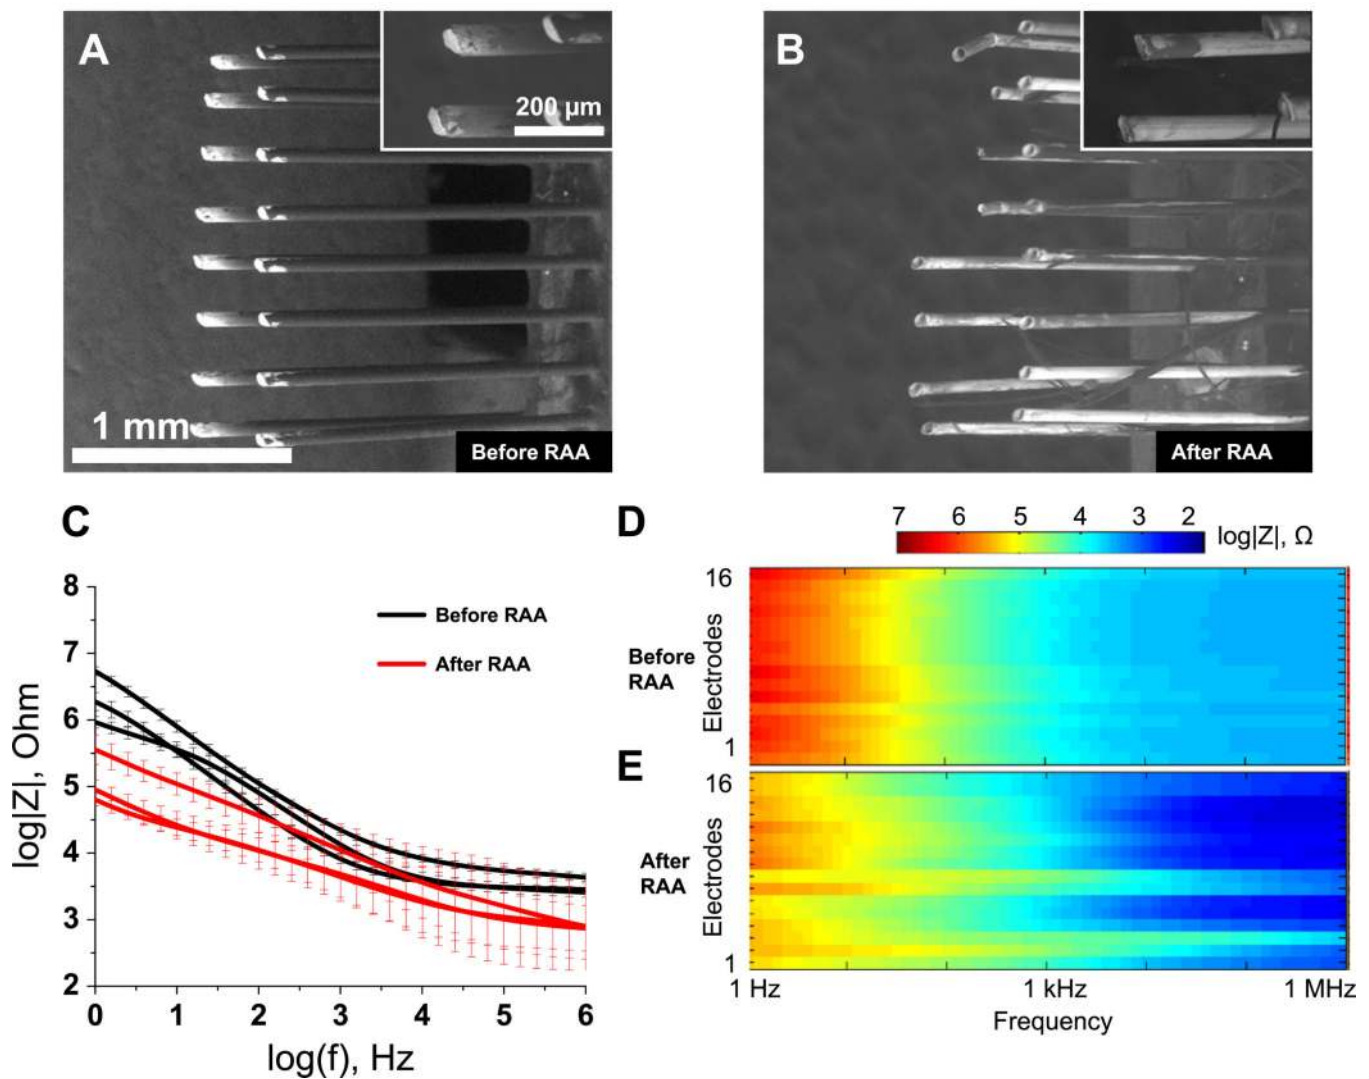 A
200 μm
1 mm
Before RAA
B
After RAA
C
8
7
6
5
4
3
2
log|Z|, Ohm
Before RAA
After RAA
0 1 2 3 4 5 6
log(f), Hz
D
7 6 5 4 3 2 log|Z|, Ω
Before
RAA
Electrodes
16
1
E
After
RAA
Electrodes
16
1
1 Hz 1 kHz 1 MHz
Frequency